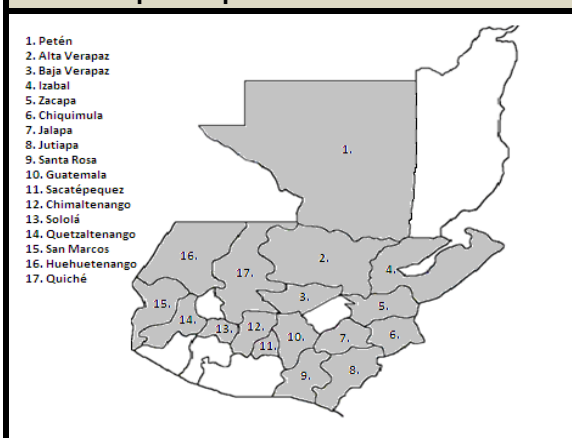 1. Petén
2. Alta Verapaz
3. Baja Verapaz
4. Izabal
5. Zacapa
6. Chiquimula
7. Jalapa
8. Jutiapa
9. Santa Rosa
10. Guatemala
11. Sacatépequez
12. Chimaltenango
13. Sololá
14. Quetzaltenango
15. San Marcos
16. Huehuetenango
17. Quiché
1.
2.
16.
17.
4.
3.
15.
5.
14.
13.
12.
10.
7.
6.
11.
9.
8.